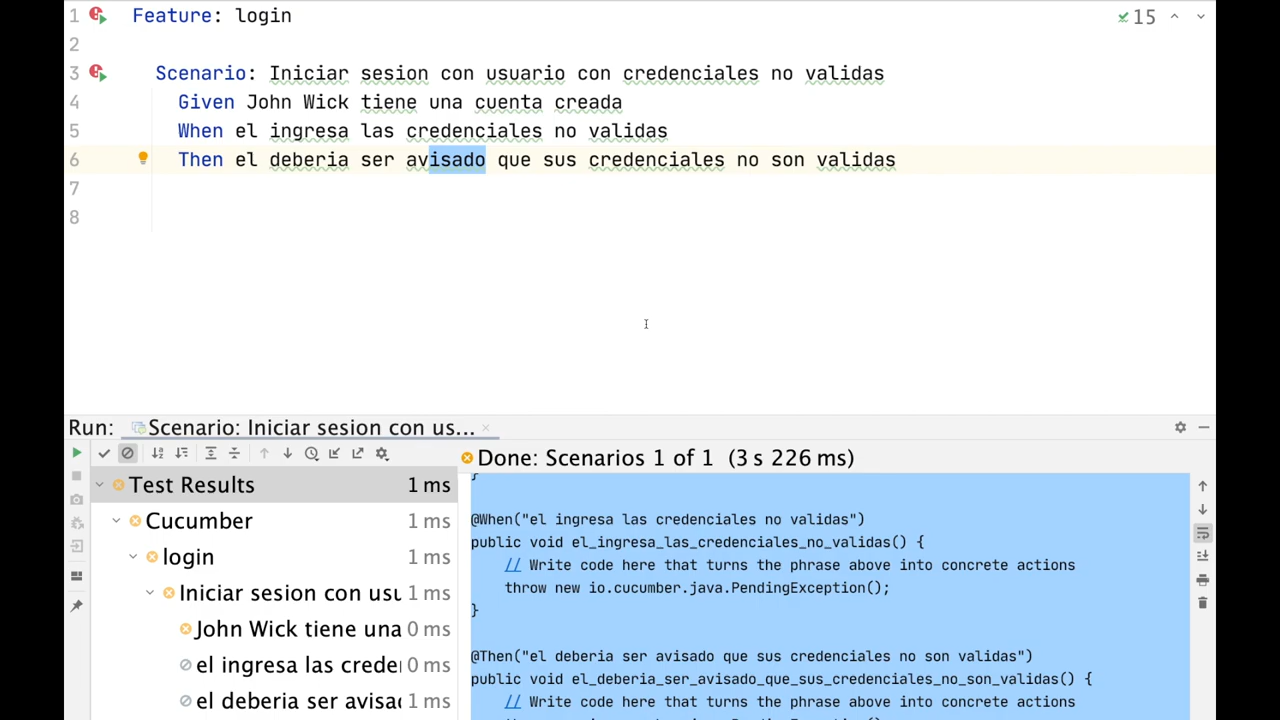 1 Feature: login
15
2
3 Scenario: Iniciar sesion con usuario con credenciales no validas
4 Given John Wick tiene una cuenta creada
5 When el ingresa las credenciales no validas
6 Then el deberia ser avisado que sus credenciales no son validas
7
8
Run: Scenario: Iniciar sesion con us...
Done: Scenarios 1 of 1 (3 s 226 ms)
Test Results 1 ms
Cucumber 1 ms
login 1 ms
Iniciar sesion con usu 1 ms
John Wick tiene una 0 ms
el ingresa las crede 0 ms
el deberia ser avisa 1 ms
}
@When("el ingresa las credenciales no validas")
public void el_ingresa_las_credenciales_no_validas() {
// Write code here that turns the phrase above into concrete actions
throw new io.cucumber.java.PendingException();
}
@Then("el deberia ser avisado que sus credenciales no son validas")
public void el_deberia_ser_avisado_que_sus_credenciales_no_son_validas() {
// Write code here that turns the phrase above into concrete actions